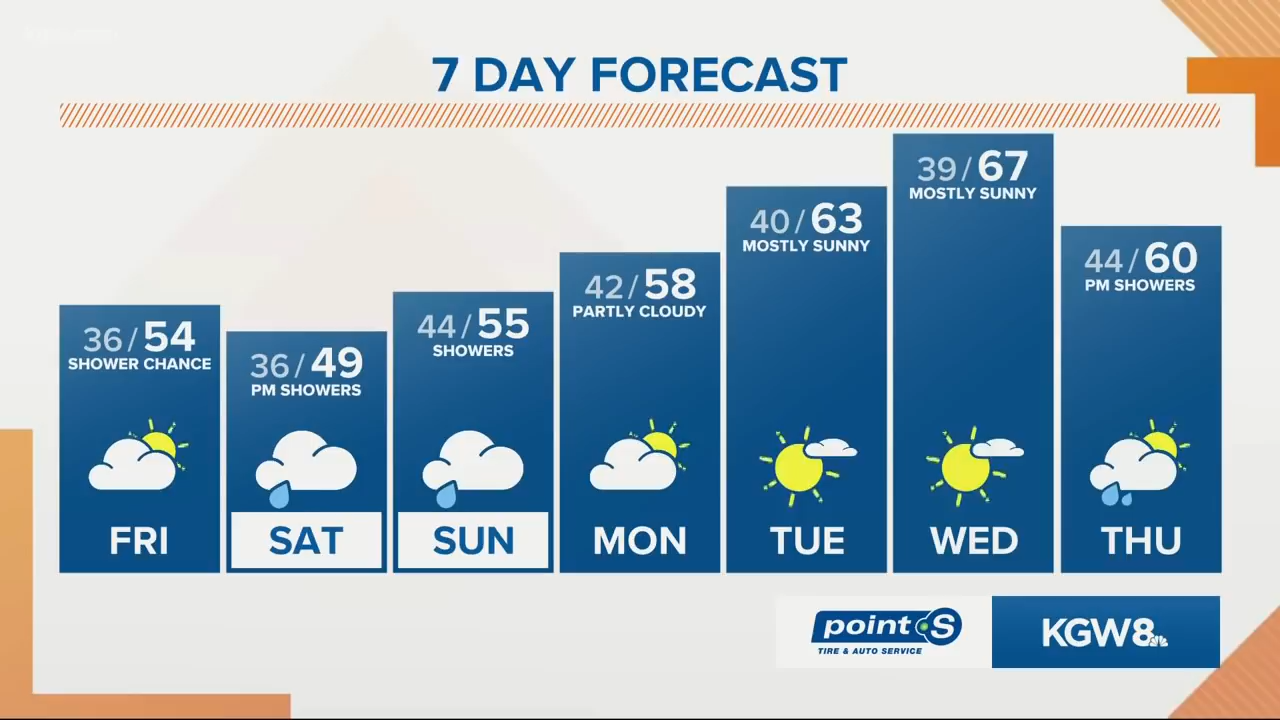 7 DAY FORECAST
36/54
SHOWER CHANCE
FRI
36/49
PM SHOWERS
SAT
44/55
SHOWERS
SUN
42/58
PARTLY CLOUDY
MON
40/63
MOSTLY SUNNY
TUE
39/67
MOSTLY SUNNY
WED
44/60
PM SHOWERS
THU
point S
TIRE & AUTO SERVICE
KGW8